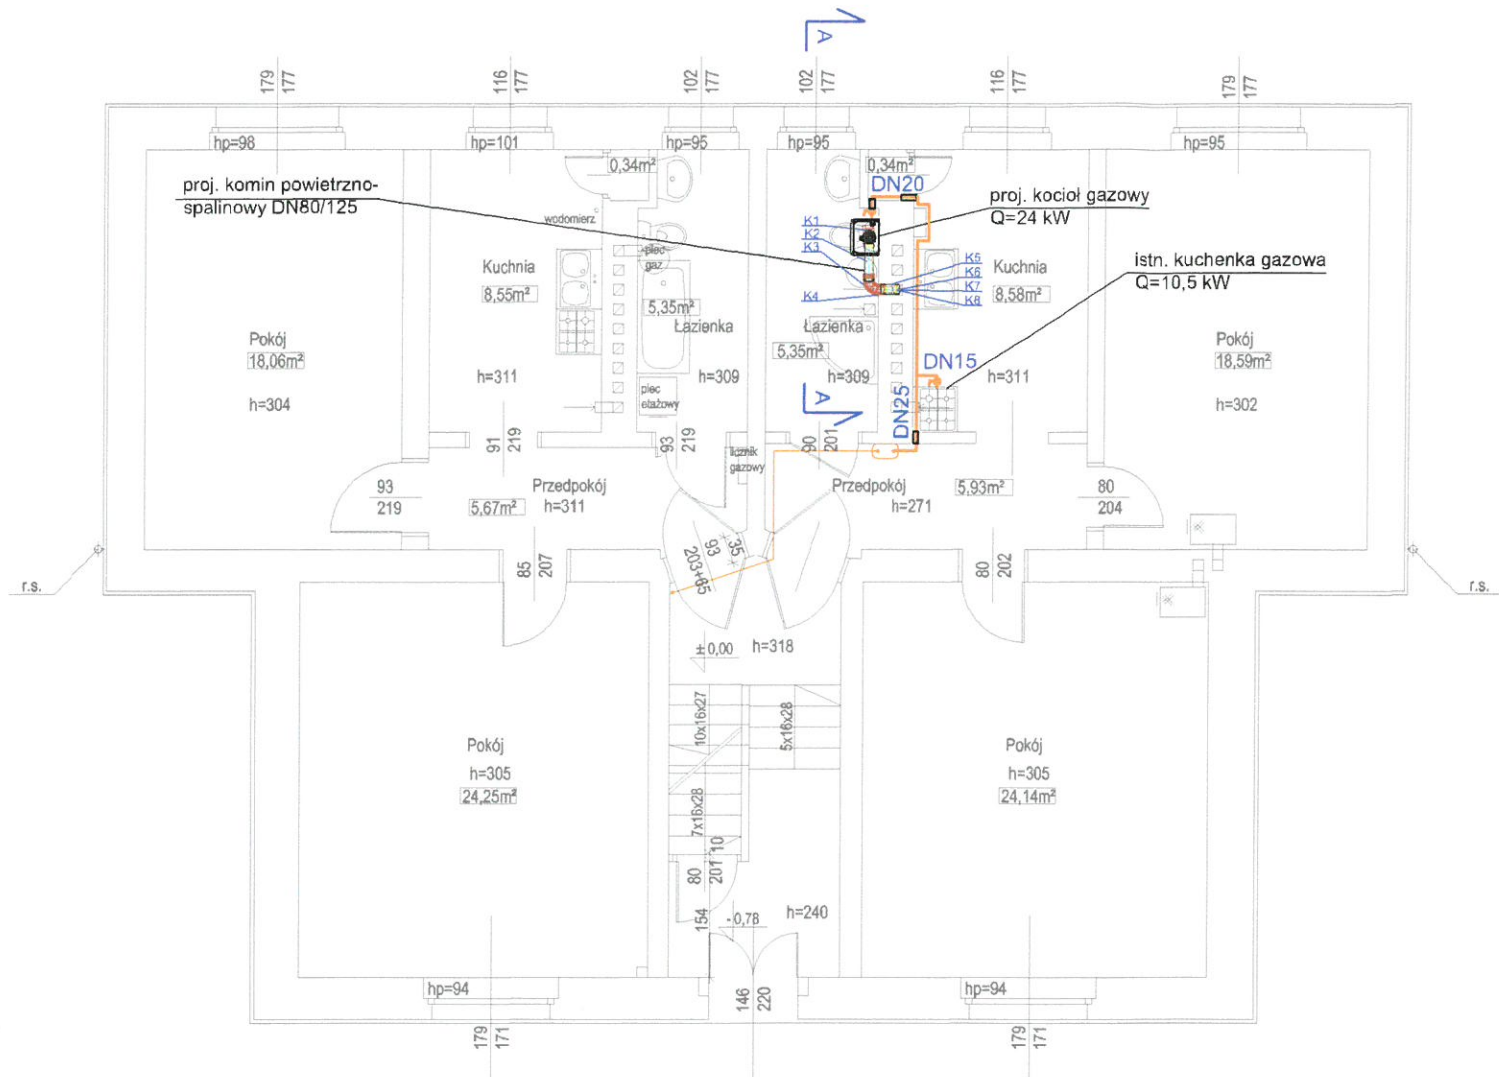 A
179
177
116
177
102
177
102
177
116
177
179
177
hp=98
hp=101
hp=95
hp=95
hp=95
0,34m²
0,34m²
proj. komin powietrzno-
spalinowy DN80/125
wodomierz
DN20
proj. kocioł gazowy
Q=24 kW
K1
K2
K3
K4
K5
K6
K7
K8
istn. kuchenka gazowa
Q=10,5 kW
piec
gaz
Kuchnia
8,55m²
5,35m²
Łazienka
Łazienka
5,35m²
Kuchnia
8,58m²
Pokój
18,06m²
h=304
h=311
h=309
h=309
h=311
DN15
DN25
Pokój
18,59m²
h=302
piec
etażowy
A
91
219
93
219
90
201
licznik
gazowy
93
219
Przedpokój
5,67m²
h=311
Przedpokój
5,93m²
h=271
80
204
35
93
203+65
85
207
80
202
r.s.
r.s.
± 0,00
h=318
10x16x27
5x16x28
7x16x28
Pokój
h=305
24,25m²
Pokój
h=305
24,14m²
10
80
201
154
- 0,78
h=240
hp=94
hp=94
146
220
179
171
179
171